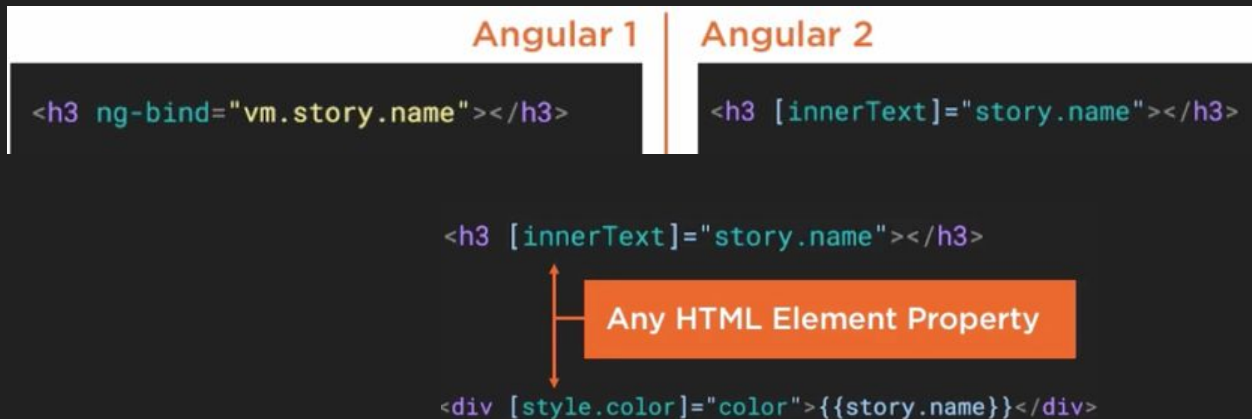 Angular 1
Angular 2
<h3 ng-bind="vm.story.name"></h3>
<h3 [innerText]="story.name"></h3>
<h3 [innerText]="story.name"></h3>
Any HTML Element Property
<div [style.color]="color">{{story.name}}</div>